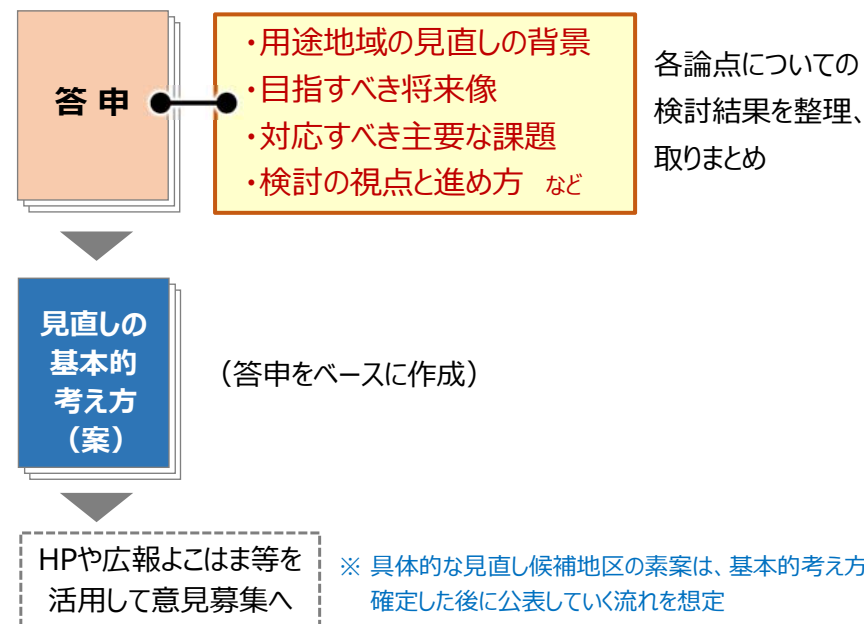 答 申
・用途地域の見直しの背景
・目指すべき将来像
・対応すべき主要な課題
・検討の視点と進め方 など
各論点についての
検討結果を整理、
取りまとめ
見直しの
基本的
考え方
（案）
（答申をベースに作成）
HPや広報よこはま等を
活用して意見募集へ
※ 具体的な見直し候補地区の素案は、基本的考え方
確定した後に公表していく流れを想定